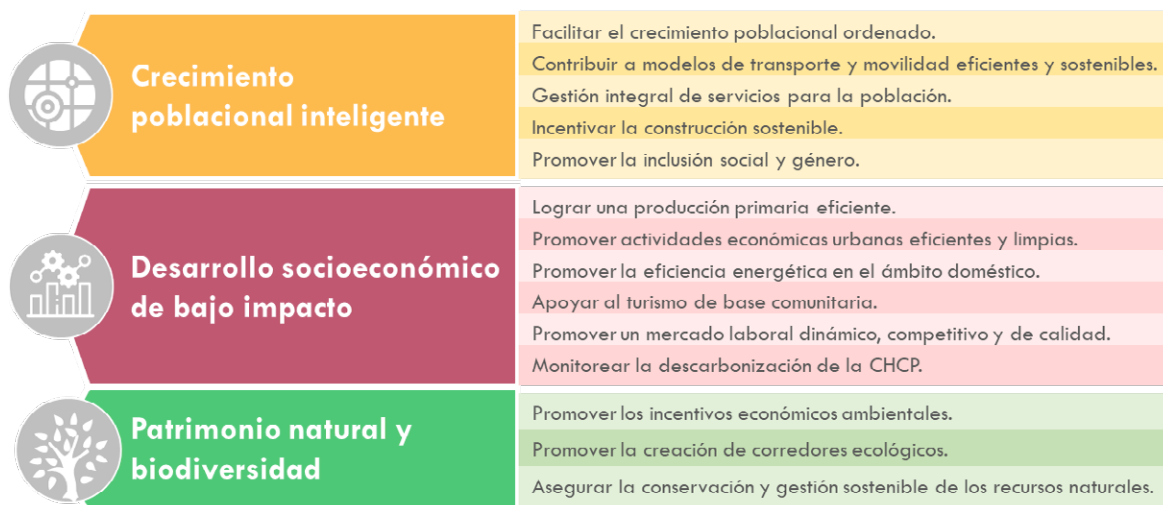 Crecimiento
poblacional inteligente
Facilitar el crecimiento poblacional ordenado.
Contribuir a modelos de transporte y movilidad eficientes y sostenibles.
Gestión integral de servicios para la población.
Incentivar la construcción sostenible.
Promover la inclusión social y género.
Desarrollo socioeconómico
de bajo impacto
Lograr una producción primaria eficiente.
Promover actividades económicas urbanas eficientes y limpias.
Promover la eficiencia energética en el ámbito doméstico.
Apoyar al turismo de base comunitaria.
Promover un mercado laboral dinámico, competitivo y de calidad.
Monitorear la descarbonización de la CHCP.
Patrimonio natural y
biodiversidad
Promover los incentivos económicos ambientales.
Promover la creación de corredores ecológicos.
Asegurar la conservación y gestión sostenible de los recursos naturales.